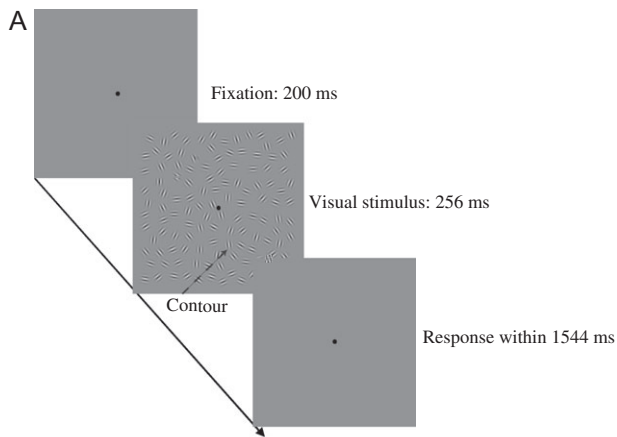 A
Fixation: 200 ms
Visual stimulus: 256 ms
Contour
Response within 1544 ms